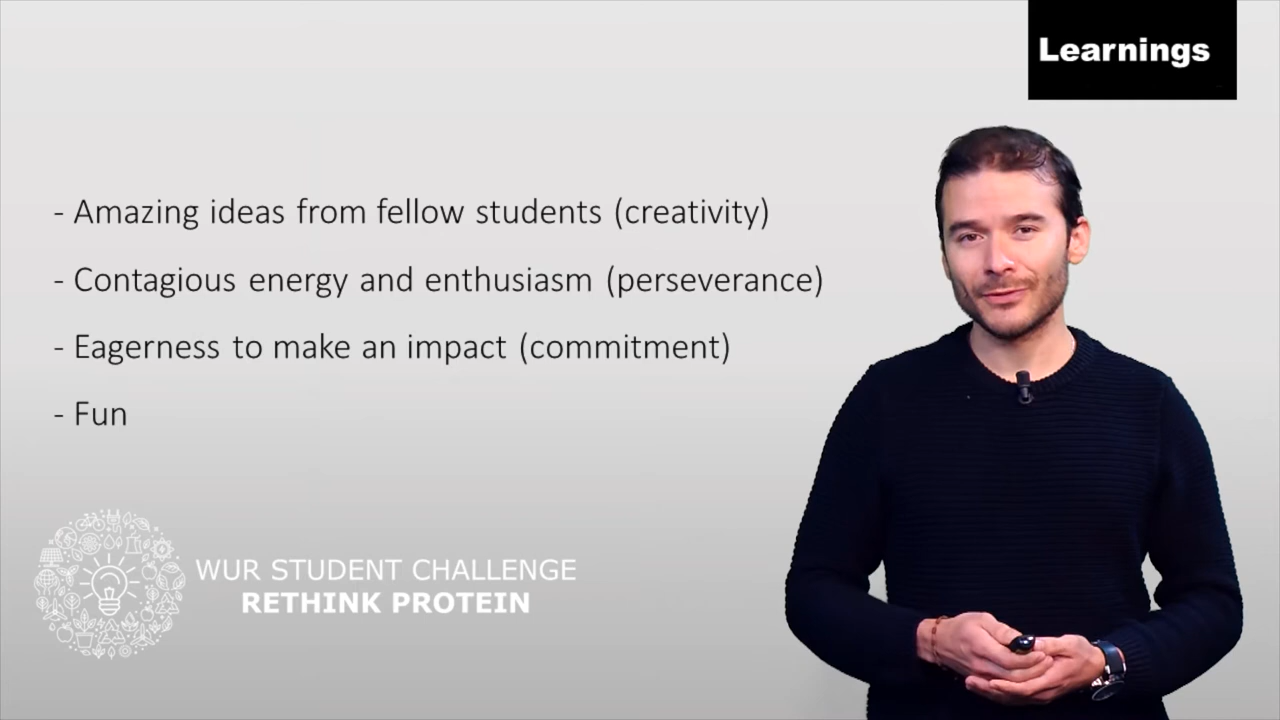 Learnings
- Amazing ideas from fellow students (creativity)
- Contagious energy and enthusiasm (perseverance)
- Eagerness to make an impact (commitment)
- Fun
WUR STUDENT CHALLENGE
RETHINK PROTEIN